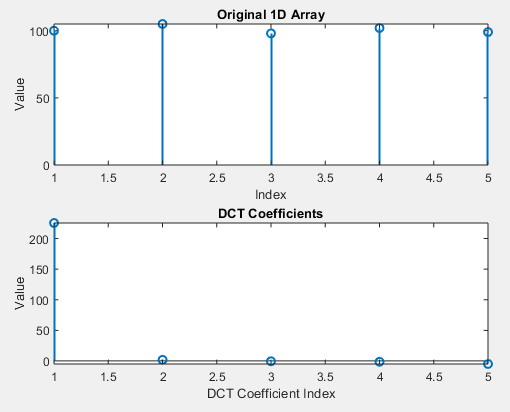 Original 1D Array
100
50
0
Value
1 1.5 2 2.5 3 3.5 4 4.5 5
Index
DCT Coefficients
200
150
100
50
0
Value
1 1.5 2 2.5 3 3.5 4 4.5 5
DCT Coefficient Index